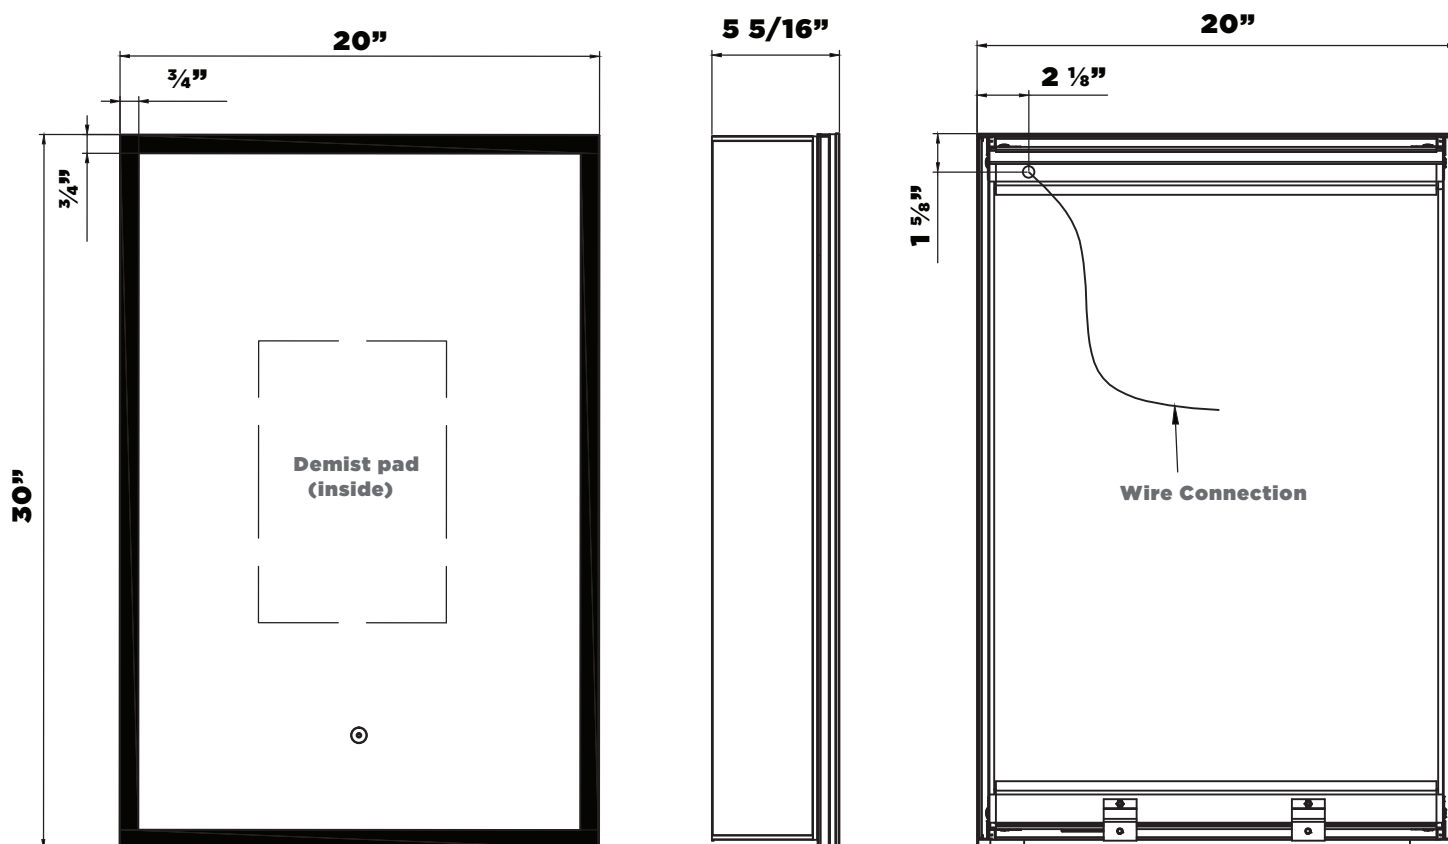 20”
¾”
¾”
30”
Demist pad
(inside)
5 5/16”
20”
2 ⅛”
1 ⅝”
Wire Connection